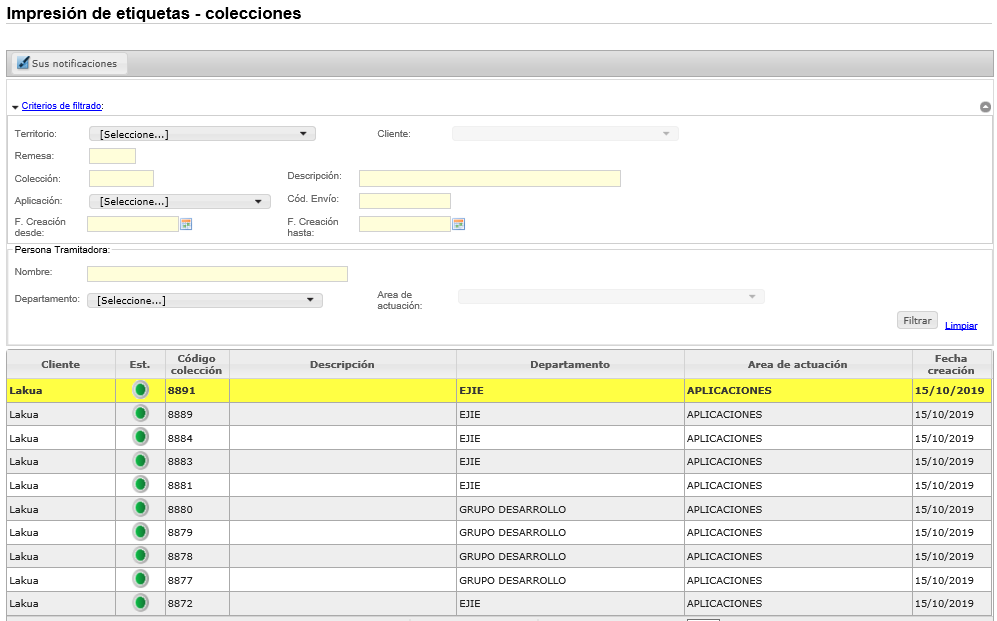 Impresión de etiquetas - colecciones
Sus notificaciones
Criterios de filtrado:
Territorio: [Seleccione...] Cliente:
Remesa:
Colección: Descripción:
Aplicación: [Seleccione...] Cód. Envío:
F. Creación desde: F. Creación hasta:
Persona Tramitadora:
Nombre:
Departamento: [Seleccione...] Area de actuación:
Filtrar Limpiar
Cliente Est. Código colección Descripción Departamento Area de actuación Fecha creación
Lakua 8891 EJIE APLICACIONES 15/10/2019
Lakua 8889 EJIE APLICACIONES 15/10/2019
Lakua 8884 EJIE APLICACIONES 15/10/2019
Lakua 8883 EJIE APLICACIONES 15/10/2019
Lakua 8881 EJIE APLICACIONES 15/10/2019
Lakua 8880 GRUPO DESARROLLO APLICACIONES 15/10/2019
Lakua 8879 GRUPO DESARROLLO APLICACIONES 15/10/2019
Lakua 8878 GRUPO DESARROLLO APLICACIONES 15/10/2019
Lakua 8877 GRUPO DESARROLLO APLICACIONES 15/10/2019
Lakua 8872 EJIE APLICACIONES 15/10/2019